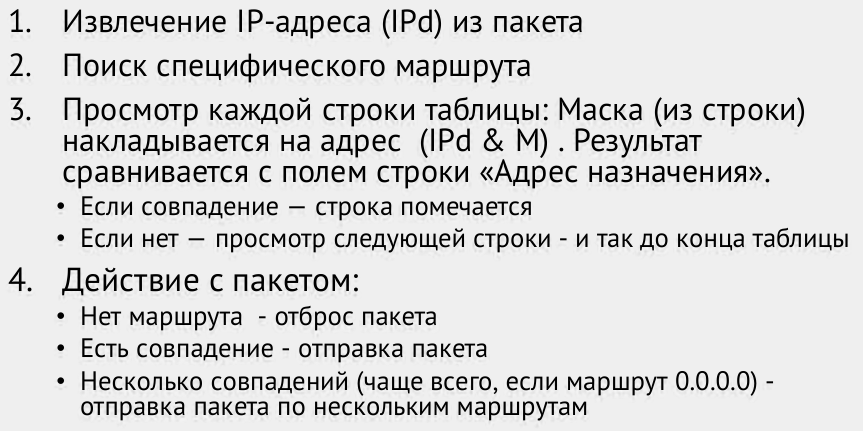 1. Извлечение IP-адреса (IPd) из пакета
2. Поиск специфического маршрута
3. Просмотр каждой строки таблицы: Маска (из строки)
накладывается на адрес (IPd & M) . Результат
сравнивается с полем строки «Адрес назначения».
• Если совпадение — строка помечается
• Если нет — просмотр следующей строки - и так до конца таблицы
4. Действие с пакетом:
• Нет маршрута - отброс пакета
• Есть совпадение - отправка пакета
• Несколько совпадений (чаще всего, если маршрут 0.0.0.0) -
отправка пакета по нескольким маршрутам